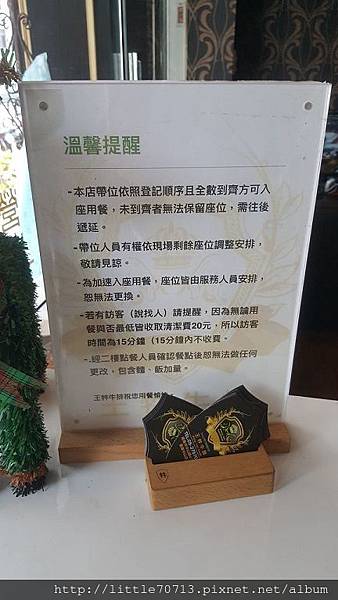 溫馨提醒
-本店帶位依照登記順序且全數到齊方可入
座用餐，未到齊者無法保留座位，需往後
遞延。
-帶位人員有權依現場剩餘座位調整安排，
敬請見諒。
-為加速入座用餐，座位皆由服務人員安排，
恕無法更換。
-若有訪客（說找人）請提醒，因為無論用
餐與否最低皆收取清潔費20元，所以訪客
時間為15分鐘（15分鐘內不收費。
-經二樓點餐人員確認餐點後恕無法做任何
更改，包含麵、飯加量。
王牪牛排祝您用餐愉快
http://little70713.pixnet.net/album